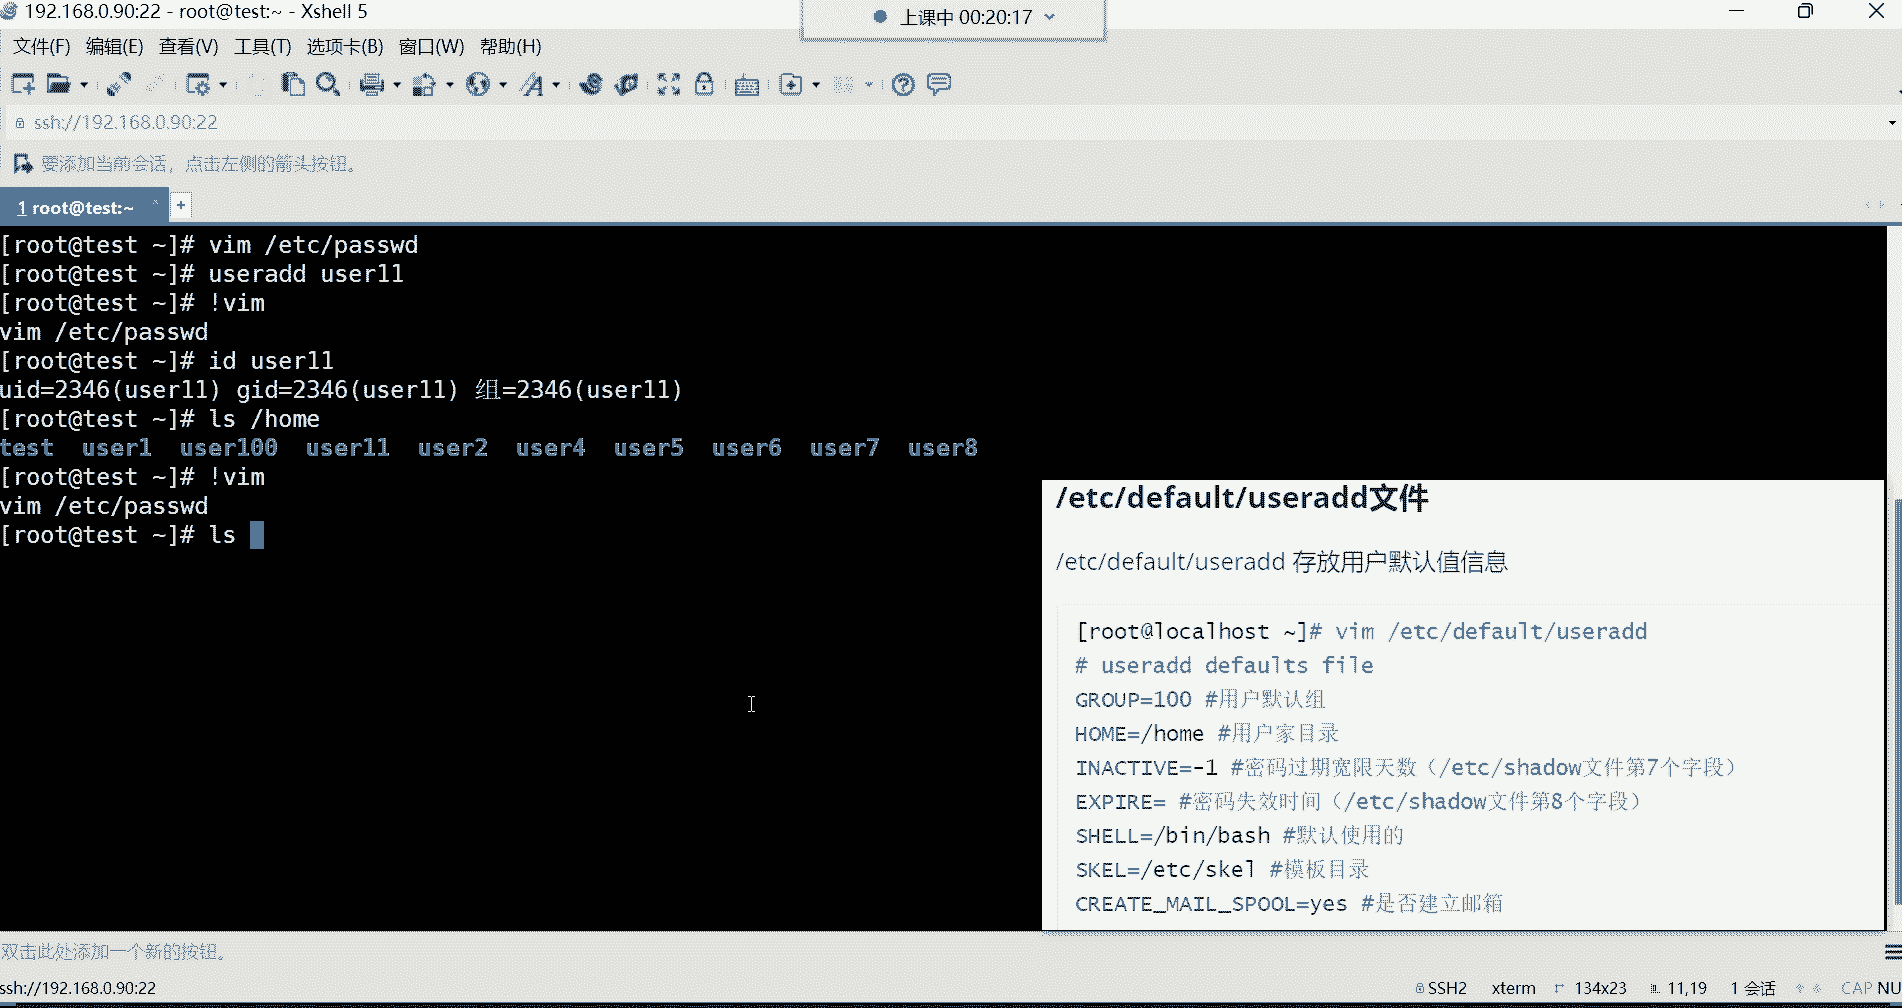 192.168.0.90:22 - root@test:~ - Xshell 5
上课中 00:20:17
文件(F) 编辑(E) 查看(V) 工具(T) 选项卡(B) 窗口(W) 帮助(H)
ssh://192.168.0.90:22
要添加当前会话，点击左侧的箭头按钮。
1 root@test:~
[root@test ~]# vim /etc/passwd
[root@test ~]# useradd user11
[root@test ~]# !vim
vim /etc/passwd
[root@test ~]# id user11
uid=2346(user11) gid=2346(user11) 组=2346(user11)
[root@test ~]# ls /home
test user1 user100 user11 user2 user4 user5 user6 user7 user8
[root@test ~]# !vim
vim /etc/passwd
[root@test ~]# ls
/etc/default/useradd文件
/etc/default/useradd 存放用户默认值信息
[root@localhost ~]# vim /etc/default/useradd
# useradd defaults file
GROUP=100 #用户默认组
HOME=/home #用户家目录
INACTIVE=-1 #密码过期宽限天数（/etc/shadow文件第7个字段）
EXPIRE= #密码失效时间（/etc/shadow文件第8个字段）
SHELL=/bin/bash #默认使用的
SKEL=/etc/skel #模板目录
CREATE_MAIL_SPOOL=yes #是否建立邮箱
双击此处添加一个新的按钮。
ssh://192.168.0.90:22
SSH2 xterm 134x23 11,19 1 会话 CAP NU